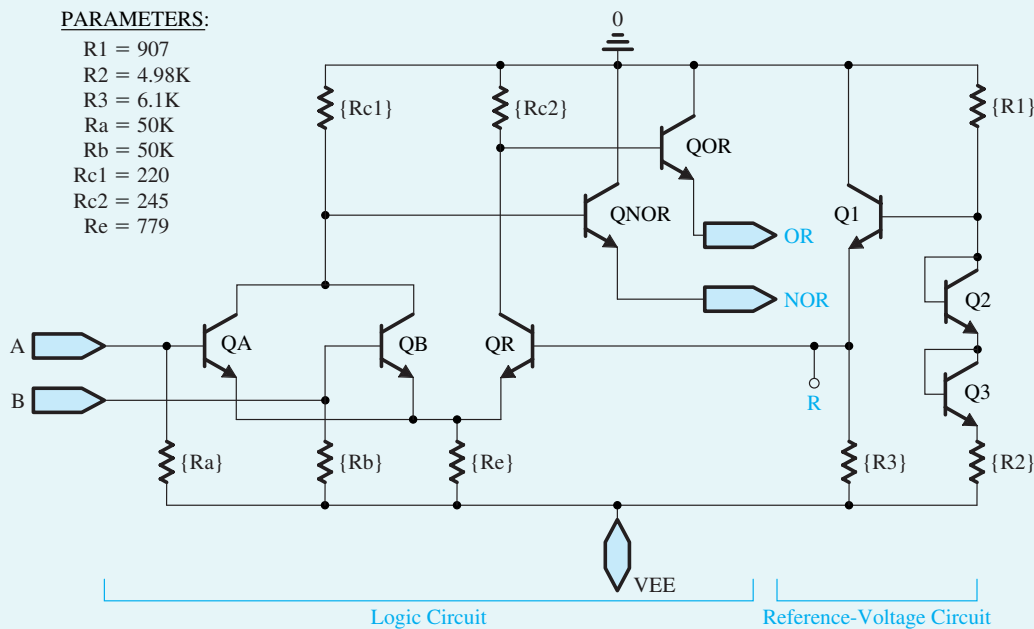 PARAMETERS:
R1 = 907
R2 = 4.98K
R3 = 6.1K
Ra = 50K
Rb = 50K
Rc1 = 220
Rc2 = 245
Re = 779
0
{Rc1}
{Rc2}
{R1}
QOR
QNOR
Q1
OR
NOR
Q2
A
QA
QB
QR
B
R
Q3
{Ra}
{Rb}
{Re}
{R3}
{R2}
VEE
Logic Circuit
Reference-Voltage Circuit